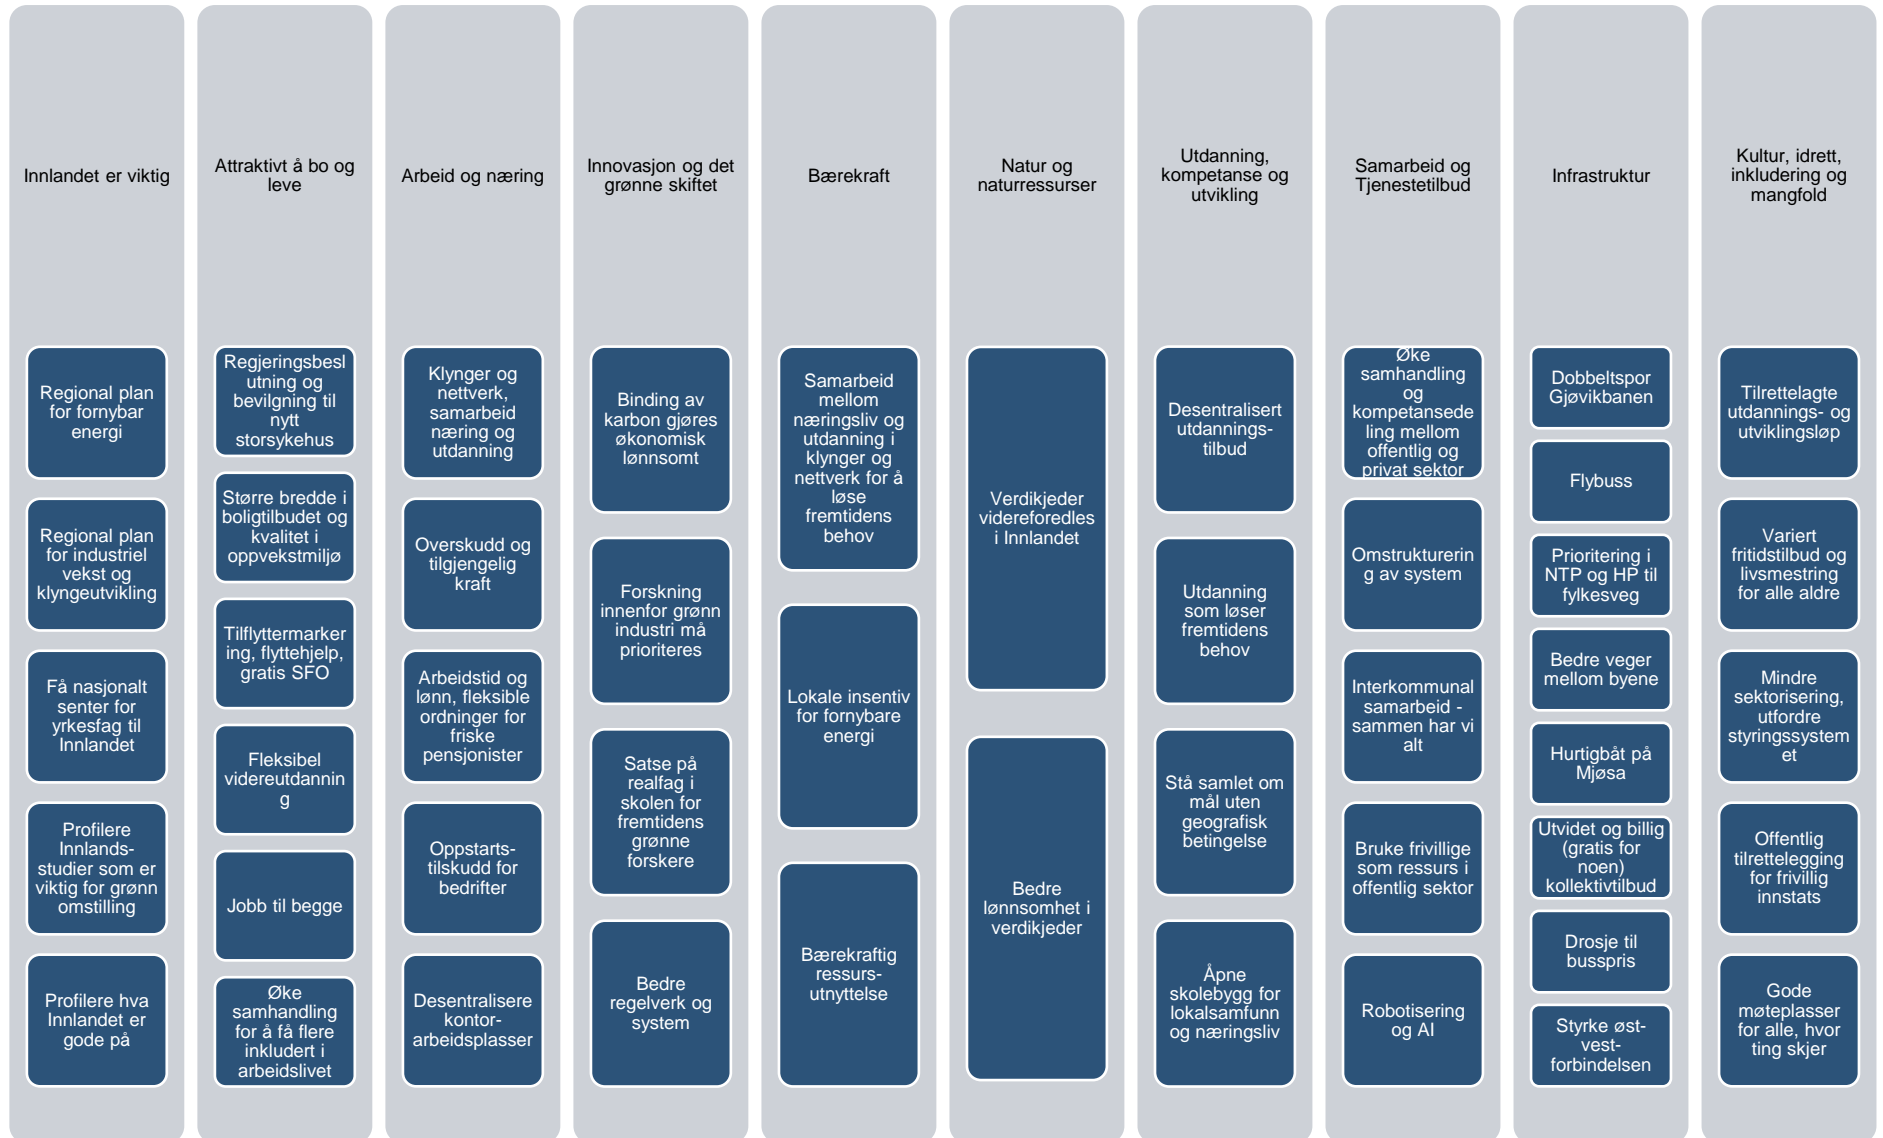 Innlandet er viktig
Regional plan
for fornybar
energi
Regional plan
for industriel
vekst og
klyngeutvikling
Få nasjonalt
senter for
yrkesfag til
Innlandet
Profilere
Innlands-
studier som er
viktig for grønn
omstilling
Profilere hva
Innlandet er
gode på
Attraktivt å bo og
leve
Regjeringsbesl
utning og
bevilgning til
nytt
storsykehus
Større bredde i
boligtilbudet og
kvalitet i
oppvekstmiljø
Tilflyttermarker
ing, flyttehjelp,
gratis SFO
Fleksibel
videreutdannin
g
Jobb til begge
Øke
samhandling
for å få flere
inkludert i
arbeidslivet
Arbeid og næring
Klynger og
nettverk,
samarbeid
næring og
utdanning
Overskudd og
tilgjengelig
kraft
Arbeidstid og
lønn, fleksible
ordninger for
friske
pensjonister
Oppstarts-
tilskudd for
bedrifter
Desentralisere
kontor-
arbeidsplasser
Innovasjon og det
grønne skiftet
Binding av
karbon gjøres
økonomisk
lønnsomt
Forskning
innenfor grønn
industri må
prioriteres
Satse på
realfag i
skolen for
fremtidens
grønne
forskere
Bedre
regelverk og
system
Bærekraft
Samarbeid
mellom
næringsliv og
utdanning i
klynger og
nettverk for å
løse
fremtidens
behov
Lokale insentiv
for fornybare
energi
Bærekraftig
ressurs-
utnyttelse
Natur og
naturressurser
Verdikjeder
videreforedles
i Innlandet
Bedre
lønnsomhet i
verdikjeder
Utdanning,
kompetanse og
utvikling
Desentralisert
utdannings-
tilbud
Utdanning
som løser
fremtidens
behov
Stå samlet om
mål uten
geografisk
betingelse
Åpne
skolebygg for
lokalsamfunn
og næringsliv
Samarbeid og
Tjenestetilbud
Øke
samhandling
og
kompetansede
ling mellom
offentlig og
privat sektor
Omstrukturerin
g av system
Interkommunal
samarbeid -
sammen har vi
alt
Bruke frivillige
som ressurs i
offentlig sektor
Robotisering
og AI
Infrastruktur
Dobbeltspor
Gjøvikbanen
Flybuss
Prioritering i
NTP og HP til
fylkesveg
Bedre veger
mellom byene
Hurtigbåt på
Mjøsa
Utvidet og billig
(gratis for
noen)
kollektivtilbud
Drosje til
busspris
Styrke øst-
vest-
forbindelsen
Kultur, idrett,
inkludering og
mangfold
Tilrettelagte
utdannings- og
utviklingsløp
Variert
fritidstilbud og
livsmestring
for alle aldre
Mindre
sektorisering,
utfordre
styringssystem
et
Offentlig
tilrettelegging
for frivillig
innstats
Gode
møteplasser
for alle, hvor
ting skjer